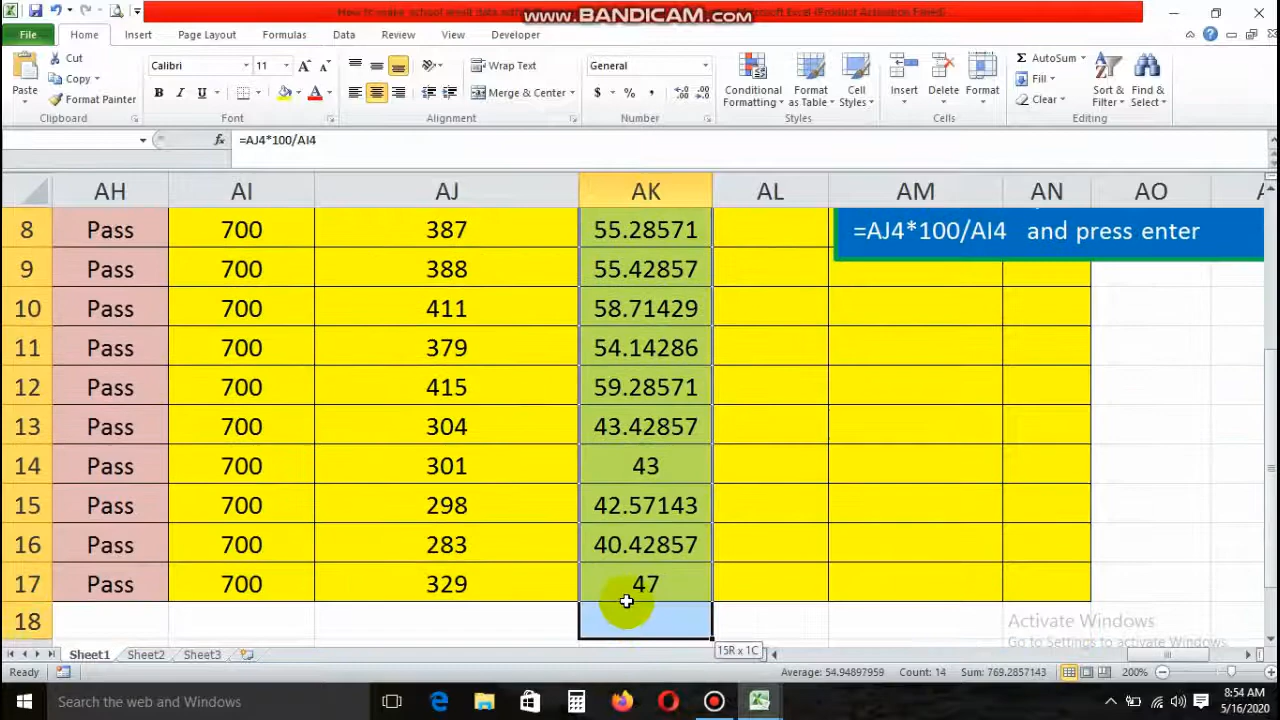 www.BANDICAM.com
File Home Insert Page Layout Formulas Data Review View Developer
Cut Calibri 11 Wrap Text General AutoSum
Copy Fill
Paste Format Painter B I U Merge & Center $ % , Conditional Formatting Format as Table Cell Styles Insert Delete Format Clear Sort & Filter Find & Select
Clipboard Font Alignment Number Styles Cells Editing
fx =AJ4*100/AI4
AH AI AJ AK AL AM AN AO
8 Pass 700 387 55.28571 =AJ4*100/AI4 and press enter
9 Pass 700 388 55.42857
10 Pass 700 411 58.71429
11 Pass 700 379 54.14286
12 Pass 700 415 59.28571
13 Pass 700 304 43.42857
14 Pass 700 301 43
15 Pass 700 298 42.57143
16 Pass 700 283 40.42857
17 Pass 700 329 47
18 Activate Windows
Go to Settings to activate Windows.
Sheet1 Sheet2 Sheet3 15R x 1C
Ready Average: 54.94897959 Count: 14 Sum: 769.2857143 200%
Search the web and Windows 8:54 AM
5/16/2020